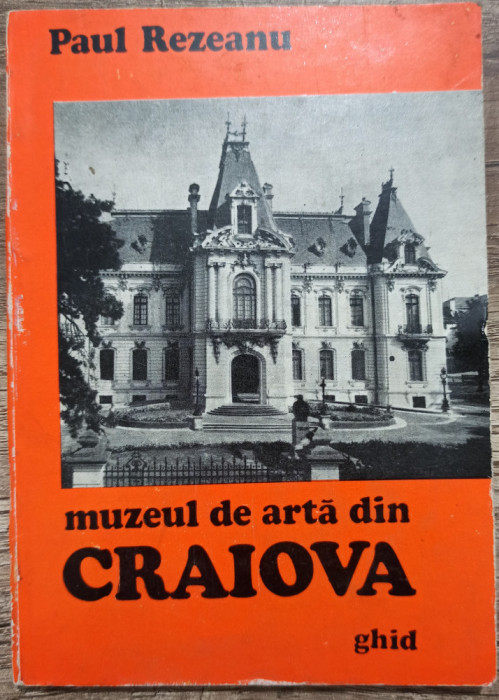 Paul Rezeanu
muzeul de artă din
CRAIOVA
ghid